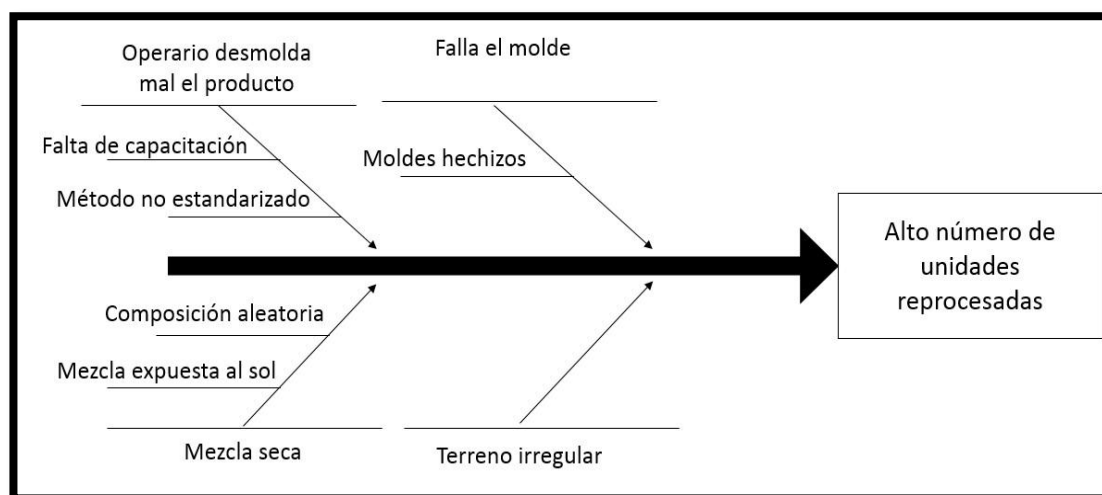 Operario desmolda
mal el producto
Falla el molde
Falta de capacitación
Moldes hechizos
Método no estandarizado
Alto número de
unidades
reprocesadas
Composición aleatoria
Mezcla expuesta al sol
Mezcla seca
Terreno irregular